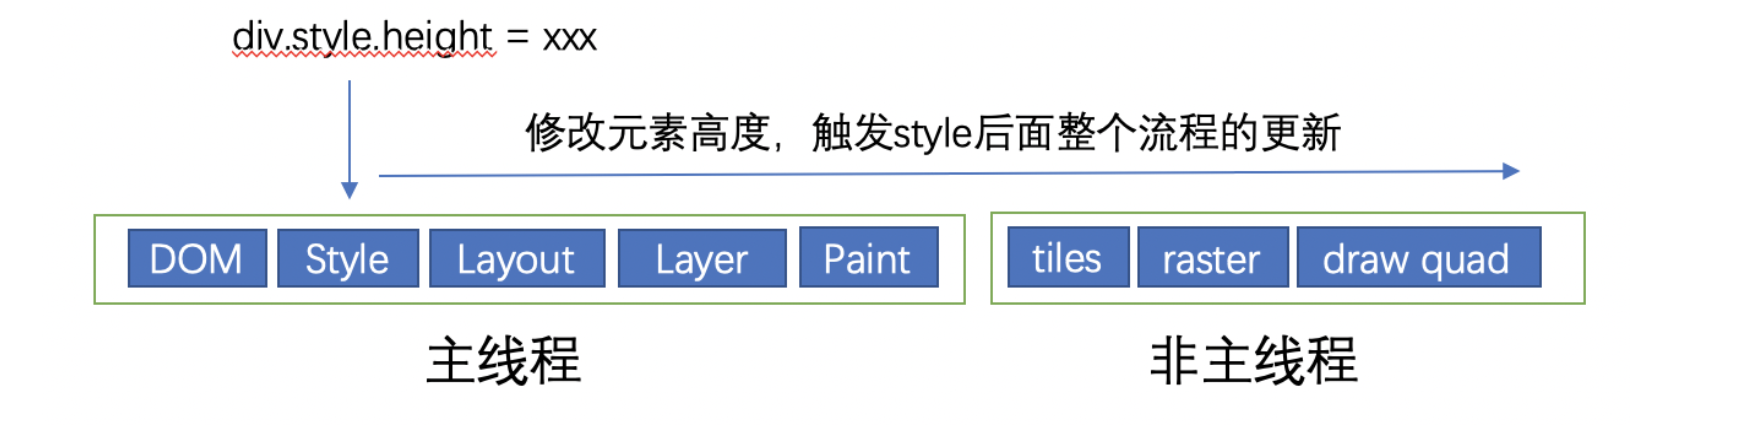 div.style.height = xxx
修改元素高度，触发style后面整个流程的更新
DOM Style Layout Layer Paint tiles raster draw quad
主线程 非主线程